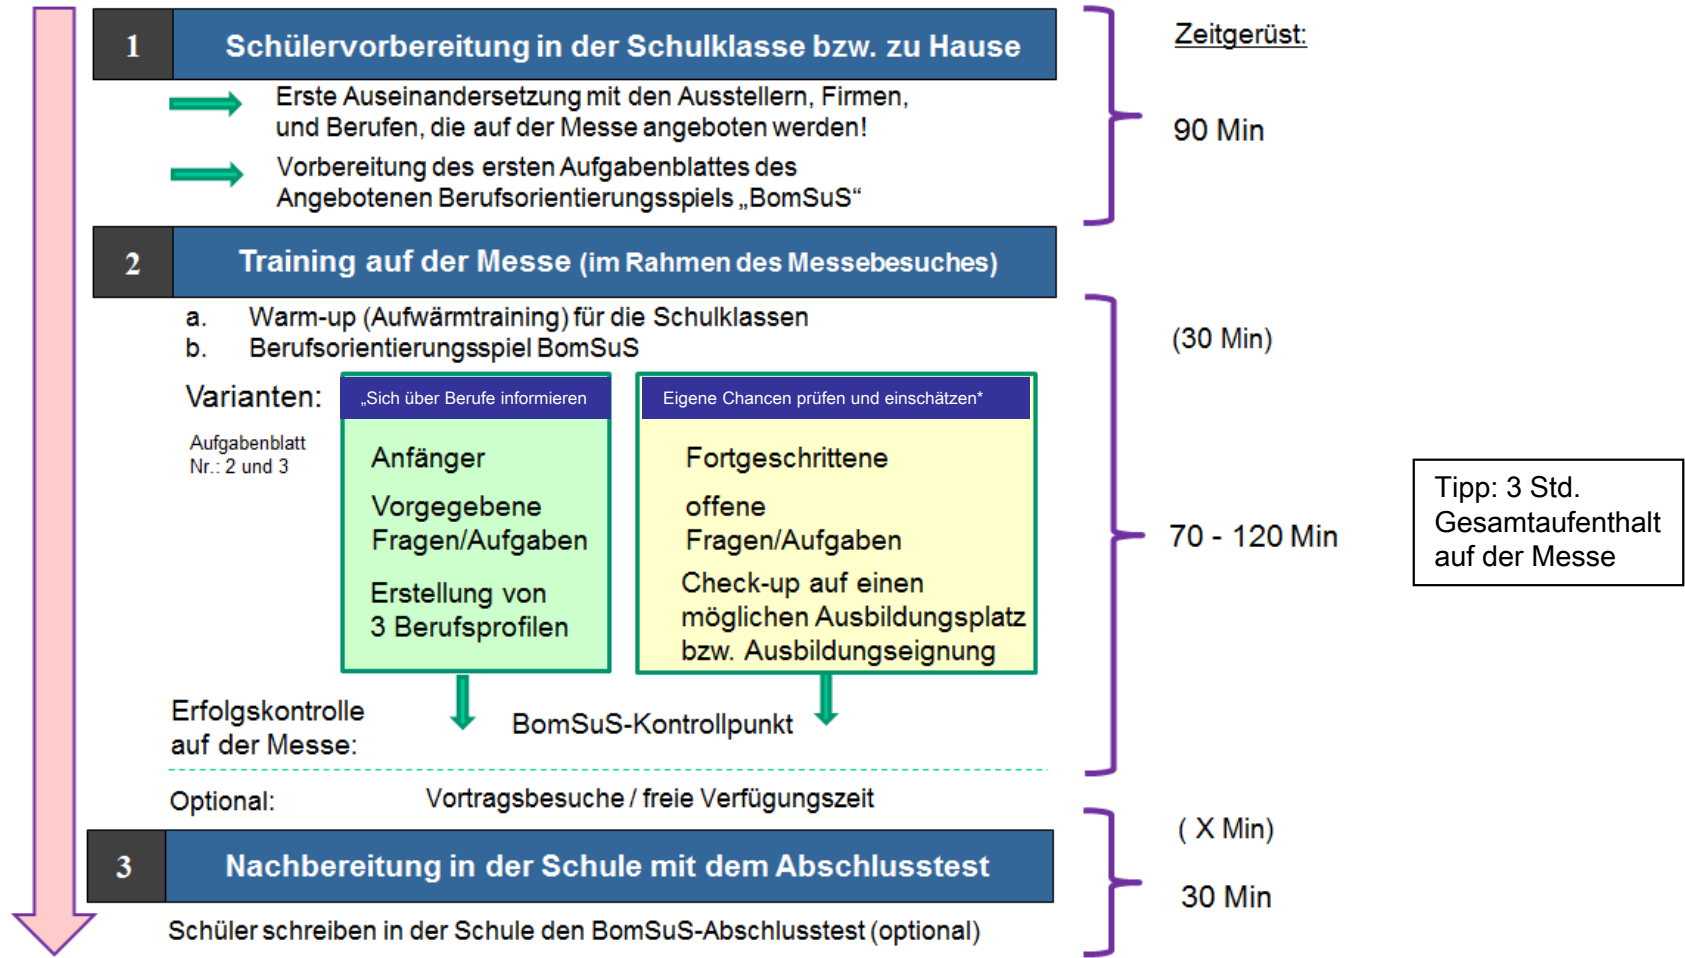 1 Schülervorbereitung in der Schulklasse bzw. zu Hause
Zeitgerüst:
Erste Auseinandersetzung mit den Ausstellern, Firmen,
und Berufen, die auf der Messe angeboten werden!
90 Min
Vorbereitung des ersten Aufgabenblattes des
Angebotenen Berufsorientierungsspiels „BomSuS“
2 Training auf der Messe (im Rahmen des Messebesuches)
a. Warm-up (Aufwärmtraining) für die Schulklassen
(30 Min)
b. Berufsorientierungsspiel BomSuS
Varianten:
Aufgabenblatt
Nr.: 2 und 3
„Sich über Berufe informieren
Anfänger
Vorgegebene
Fragen/Aufgaben
Erstellung von
3 Berufsprofilen
Eigene Chancen prüfen und einschätzen*
Fortgeschrittene
offene
Fragen/Aufgaben
Check-up auf einen
möglichen Ausbildungsplatz
bzw. Ausbildungseignung
70 - 120 Min
Tipp: 3 Std.
Gesamtaufenthalt
auf der Messe
Erfolgskontrolle
auf der Messe:
BomSuS-Kontrollpunkt
Optional: Vortragsbesuche / freie Verfügungszeit
( X Min)
3 Nachbereitung in der Schule mit dem Abschlusstest
30 Min
Schüler schreiben in der Schule den BomSuS-Abschlusstest (optional)